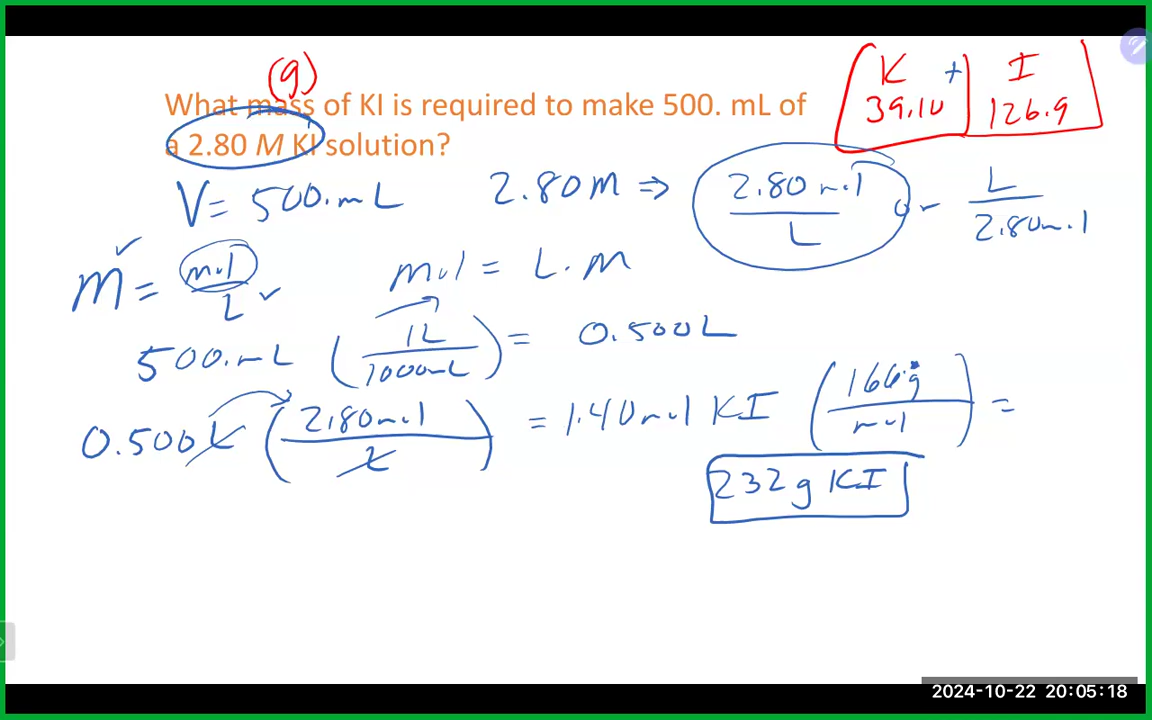 (g)
K + I
39.10 | 126.9
What mass of KI is required to make 500. mL of
a 2.80 M KI solution?
V = 500. mL 2.80 M ⇒ 2.80 mol / L or L / 2.80 mol
M = mol / L mol = L · M
500. mL ( 1 L / 1000 mL ) = 0.500 L
0.500 L ( 2.80 mol / L ) = 1.40 mol KI ( 166 g / mol ) =
232 g KI
2024-10-22 20:05:18